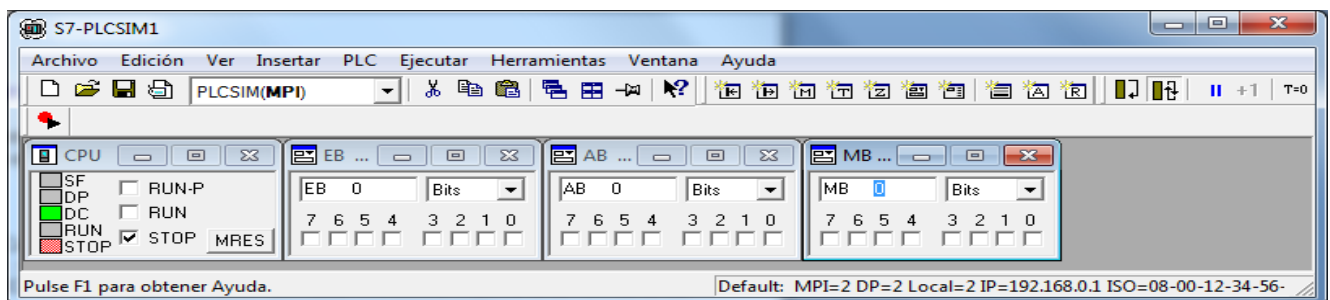 S7-PLCSIM1
Archivo Edición Ver Insertar PLC Ejecutar Herramientas Ventana Ayuda
PLCSIM(MPI) E E M T Z A R +1 T=0
CPU EB ... AB ... MB ...
SF RUN-P EB 0 Bits AB 0 Bits MB 0 Bits
DP
DC RUN 7 6 5 4 3 2 1 0 7 6 5 4 3 2 1 0 7 6 5 4 3 2 1 0
RUN
STOP STOP MRES
Pulse F1 para obtener Ayuda. Default: MPI=2 DP=2 Local=2 IP=192.168.0.1 ISO=08-00-12-34-56-